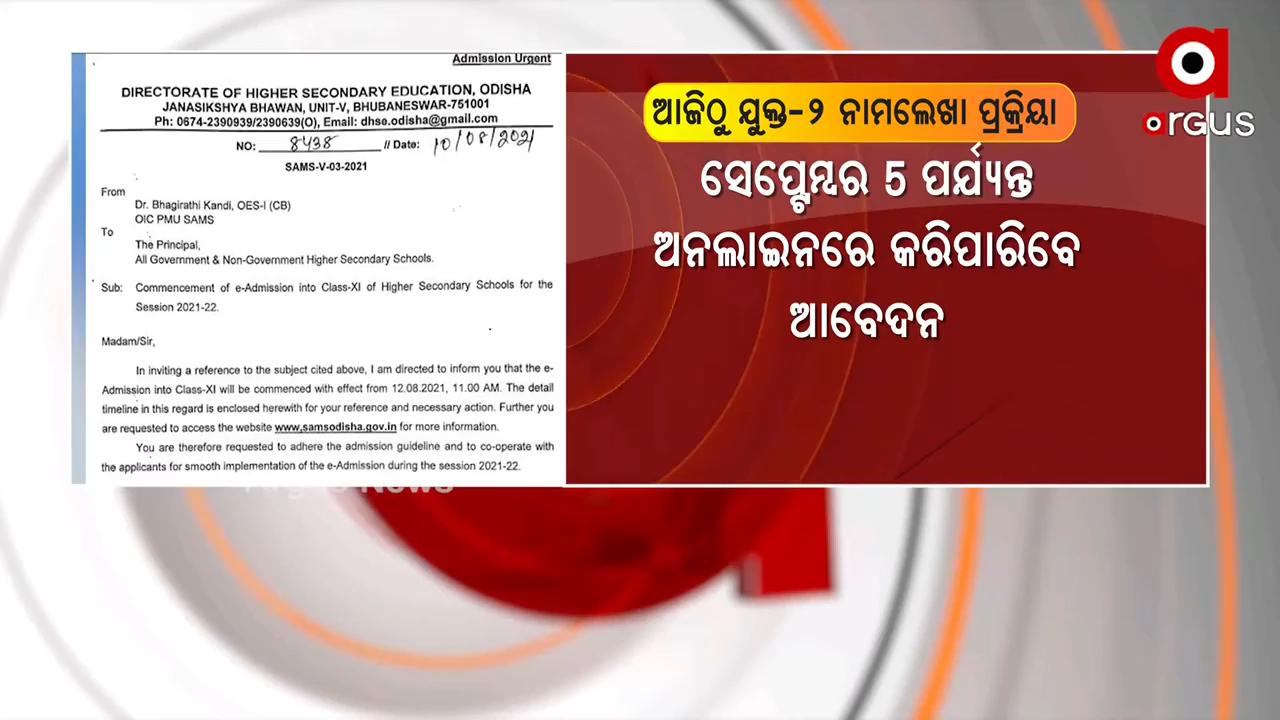 Admission Urgent
DIRECTORATE OF HIGHER SECONDARY EDUCATION, ODISHA
JANASIKSHYA BHAWAN, UNIT-V, BHUBANESWAR-751001
Ph: 0674-2390939/2390639(O), Email: dhse.odisha@gmail.com
NO: 8438 // Date: 10/08/2021
SAMS-V-03-2021
From
Dr. Bhagirathi Kandi, OES-I (CB)
OIC PMU SAMS
To
The Principal,
All Government & Non-Government Higher Secondary Schools.
Sub: Commencement of e-Admission into Class-XI of Higher Secondary Schools for the
Session 2021-22.
Madam/Sir,
In inviting a reference to the subject cited above, I am directed to inform you that the e-
Admission into Class-XI will be commenced with effect from 12.08.2021, 11.00 AM. The detail
timeline in this regard is enclosed herewith for your reference and necessary action. Further you
are requested to access the website www.samsodisha.gov.in for more information.
You are therefore requested to adhere the admission guideline and to co-operate with
the applicants for smooth implementation of the e-Admission during the session 2021-22.
ଆଜିଠୁ ଯୁକ୍ତ-୨ ନାମଲେଖା ପ୍ରକ୍ରିୟା
ସେପ୍ଟେମ୍ବର 5 ପର୍ଯ୍ୟନ୍ତ
ଅନଲାଇନରେ କରିପାରିବେ
ଆବେଦନ
argus